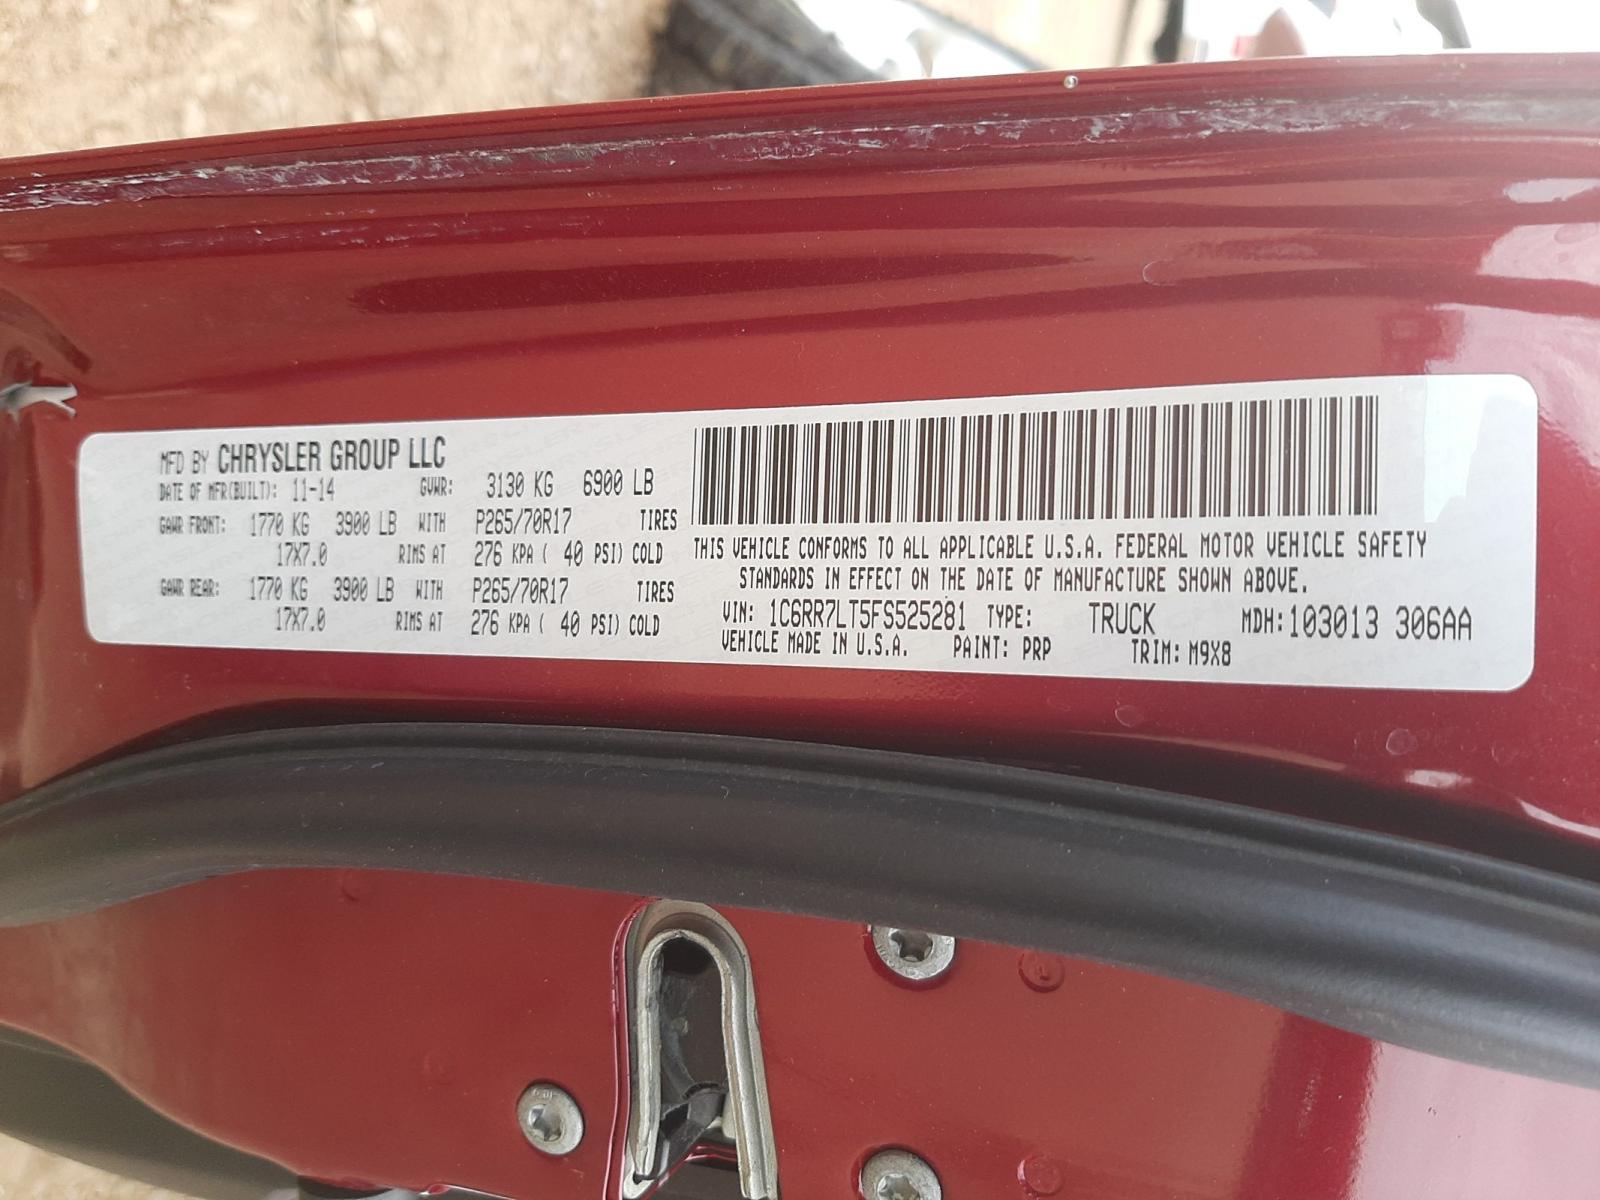 MFD BY CHRYSLER GROUP LLC
DATE OF MFR(BUILT): 11-14 GVWR: 3130 KG 6900 LB
GAWR FRONT: 1770 KG 3900 LB WITH P265/70R17 TIRES
17X7.0 RIMS AT 276 KPA ( 40 PSI) COLD
GAWR REAR: 1770 KG 3900 LB WITH P265/70R17 TIRES
17X7.0 RIMS AT 276 KPA ( 40 PSI) COLD
THIS VEHICLE CONFORMS TO ALL APPLICABLE U.S.A. FEDERAL MOTOR VEHICLE SAFETY
STANDARDS IN EFFECT ON THE DATE OF MANUFACTURE SHOWN ABOVE.
VIN: 1C6RR7LT5FS525281 TYPE: TRUCK MDH: 103013 306AA
VEHICLE MADE IN U.S.A. PAINT: PRP TRIM: M9X8